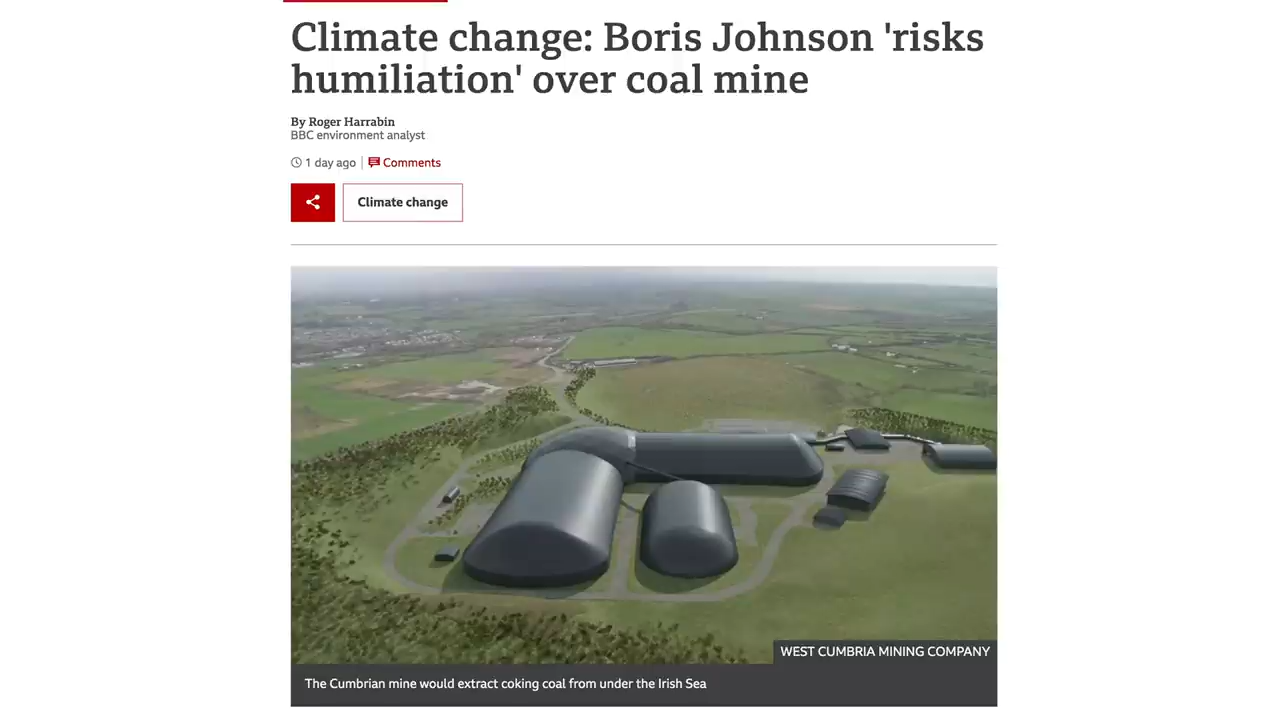 Climate change: Boris Johnson 'risks
humiliation' over coal mine
By Roger Harrabin
BBC environment analyst
1 day ago
Comments
Climate change
WEST CUMBRIA MINING COMPANY
The Cumbrian mine would extract coking coal from under the Irish Sea